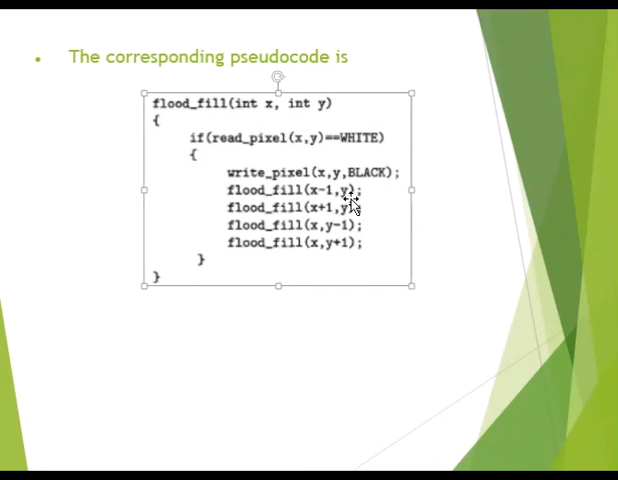 The corresponding pseudocode is
flood_fill(int x, int y)
{
if(read_pixel(x,y)==WHITE)
{
write_pixel(x,y,BLACK);
flood_fill(x-1,y);
flood_fill(x+1,y);
flood_fill(x,y-1);
flood_fill(x,y+1);
}
}